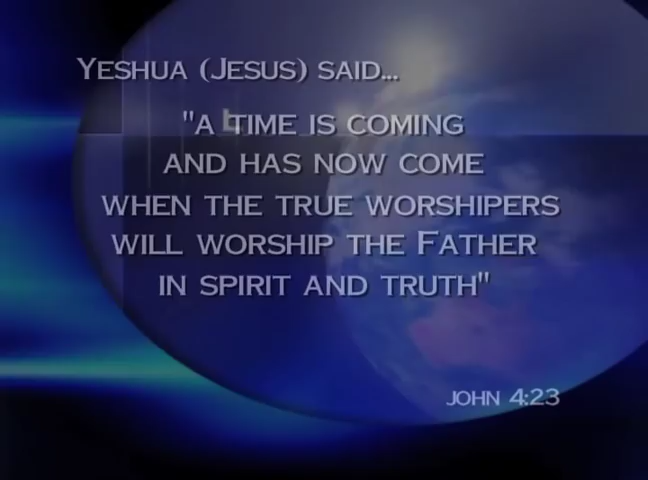 Yeshua (Jesus) said...
"A time is coming
and has now come
when the true worshipers
will worship the Father
in spirit and truth"
John 4:23